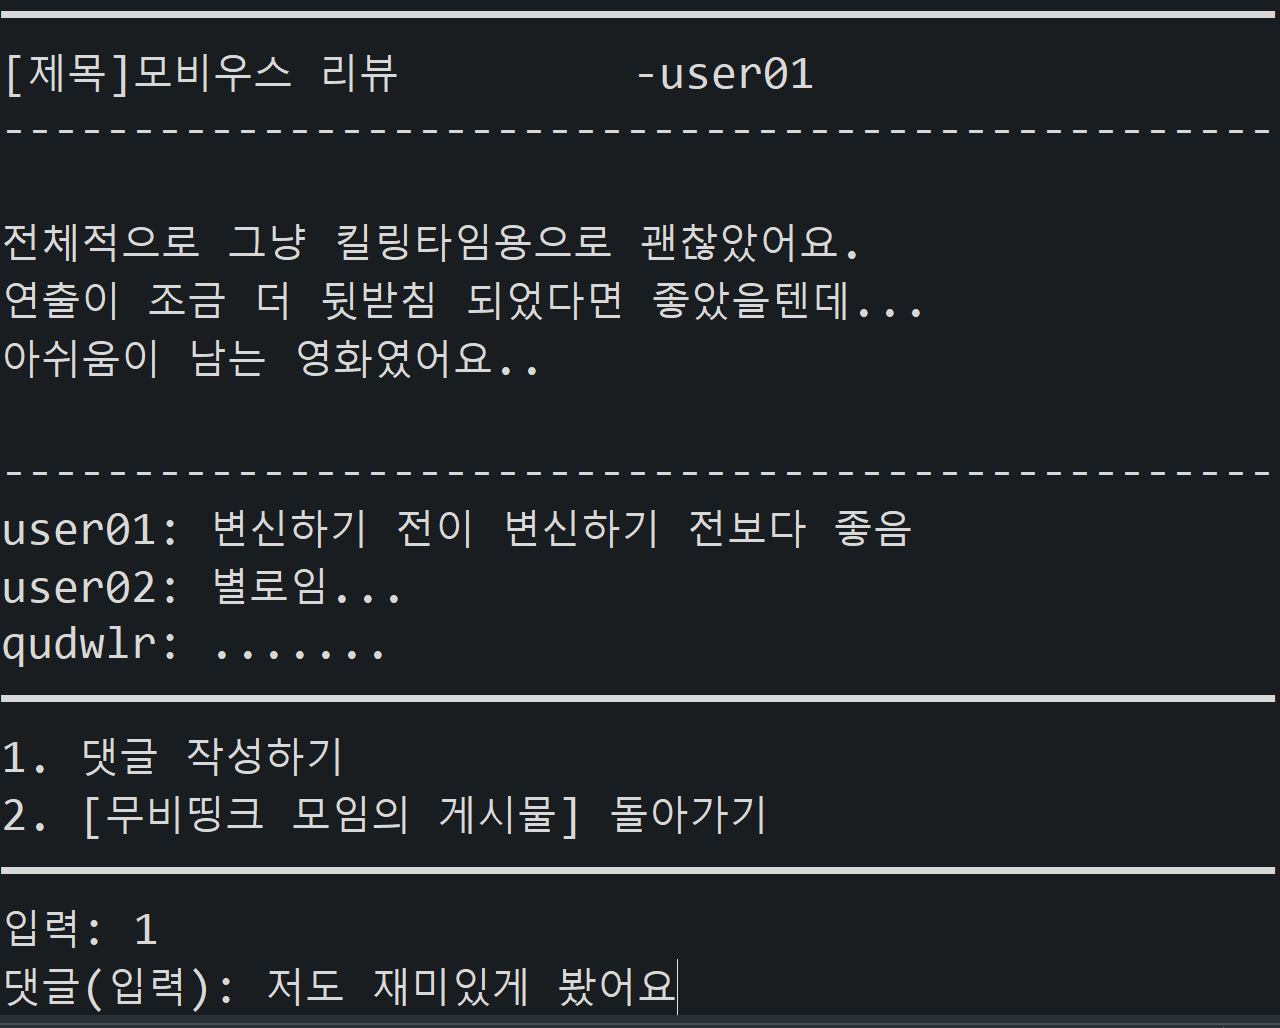 [제목]모비우스 리뷰 -user01
-------------------------------------------------
전체적으로 그냥 킬링타임용으로 괜찮았어요.
연출이 조금 더 뒷받침 되었다면 좋았을텐데...
아쉬움이 남는 영화였어요..
-------------------------------------------------
user01: 변신하기 전이 변신하기 전보다 좋음
user02: 별로임...
qudwlr: .......
1. 댓글 작성하기
2. [무비띵크 모임의 게시물] 돌아가기
입력: 1
댓글(입력): 저도 재미있게 봤어요